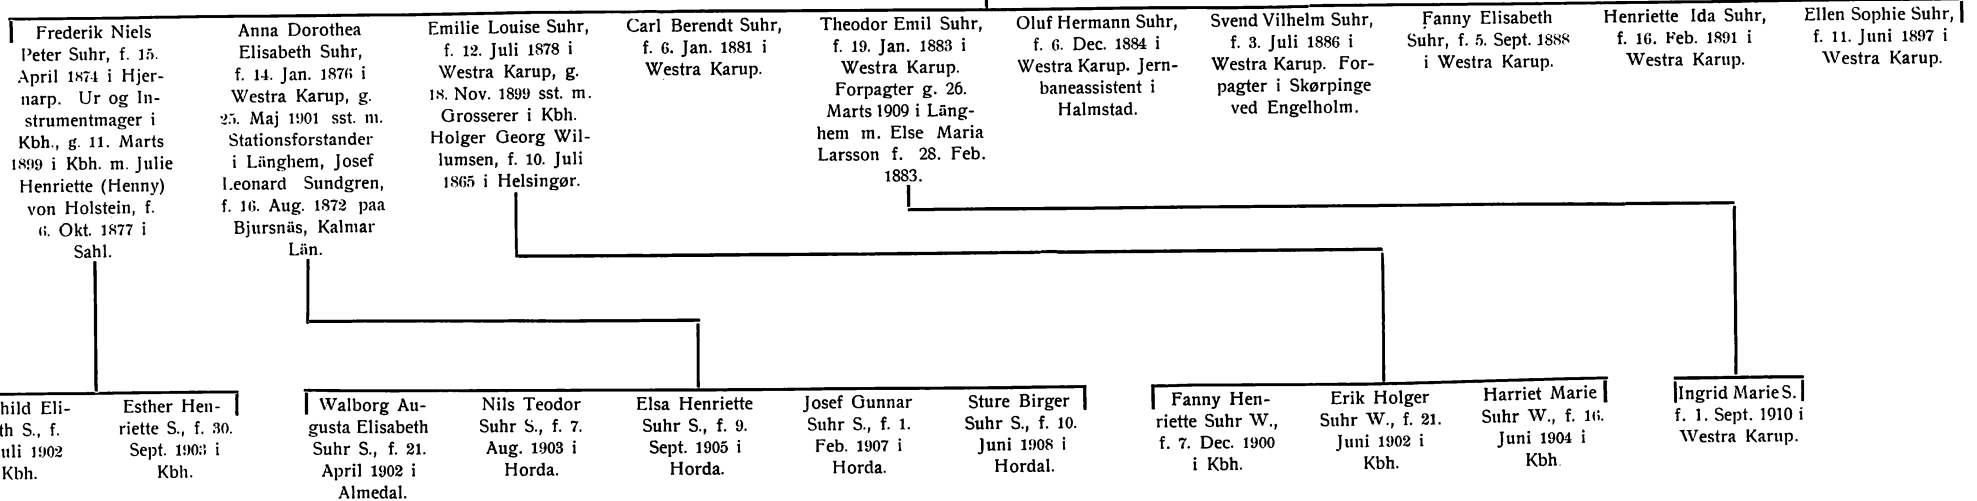 Frederik Niels
Peter Suhr, f. 15.
April 1874 i Hjer-
narp. Ur og In-
strumentmager i
Kbh., g. 11. Marts
1899 i Kbh. m. Julie
Henriette (Henny)
von Holstein, f.
6. Okt. 1877 i
Sahl.
Anna Dorothea
Elisabeth Suhr,
f. 14. Jan. 1876 i
Westra Karup, g.
25. Maj 1901 sst. m.
Stationsforstander
i Länghem, Josef
Leonard Sundgren,
f. 16. Aug. 1872 paa
Bjursnäs, Kalmar
Län.
Emilie Louise Suhr,
f. 12. Juli 1878 i
Westra Karup, g.
18. Nov. 1899 sst. m.
Grosserer i Kbh.
Holger Georg Wil-
lumsen, f. 10. Juli
1865 i Helsingør.
Carl Berendt Suhr,
f. 6. Jan. 1881 i
Westra Karup.
Theodor Emil Suhr,
f. 19. Jan. 1883 i
Westra Karup.
Forpagter g. 26.
Marts 1909 i Läng-
hem m. Else Maria
Larsson f. 28. Feb.
1883.
Oluf Hermann Suhr,
f. 6. Dec. 1884 i
Westra Karup. Jern-
baneassistent i
Halmstad.
Svend Vilhelm Suhr,
f. 3. Juli 1886 i
Westra Karup. For-
pagter i Skørpinge
ved Engelholm.
Fanny Elisabeth
Suhr, f. 5. Sept. 1888
i Westra Karup.
Henriette Ida Suhr,
f. 16. Feb. 1891 i
Westra Karup.
Ellen Sophie Suhr,
f. 11. Juni 1897 i
Westra Karup.
hild Eli-
th S., f.
uli 1902
Kbh.
Esther Hen-
riette S., f. 30.
Sept. 1903 i
Kbh.
Walborg Au-
gusta Elisabeth
Suhr S., f. 21.
April 1902 i
Almedal.
Nils Teodor
Suhr S., f. 7.
Aug. 1903 i
Horda.
Elsa Henriette
Suhr S., f. 9.
Sept. 1905 i
Horda.
Josef Gunnar
Suhr S., f. 1.
Feb. 1907 i
Horda.
Sture Birger
Suhr S., f. 10.
Juni 1908 i
Hordal.
Fanny Hen-
riette Suhr W.,
f. 7. Dec. 1900
i Kbh.
Erik Holger
Suhr W., f. 21.
Juni 1902 i
Kbh.
Harriet Marie
Suhr W., f. 16.
Juni 1904 i
Kbh
Ingrid Marie S.
f. 1. Sept. 1910 i
Westra Karup.